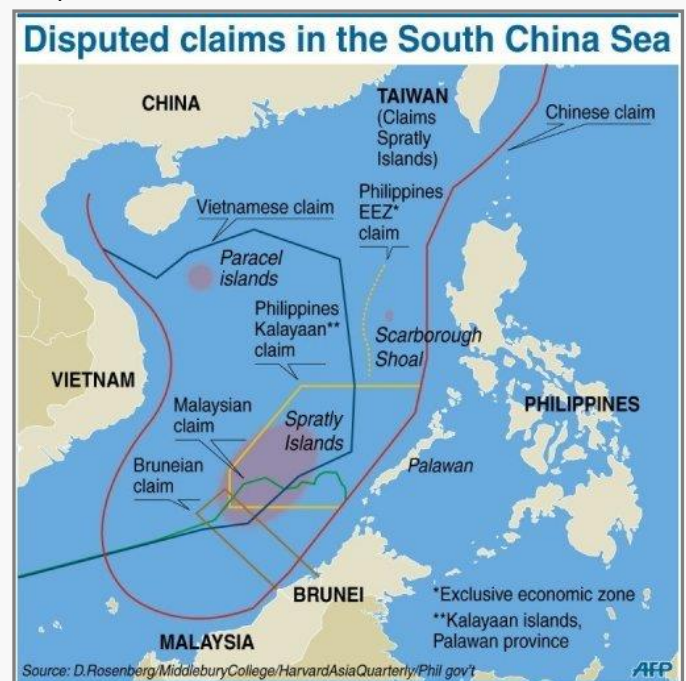 Disputed claims in the South China Sea
CHINA
TAIWAN
(Claims
Spratly
Islands)
Chinese claim
Philippines
EEZ*
claim
Vietnamese claim
Paracel
islands
Philippines
Kalayaan**
claim
Scarborough
Shoal
VIETNAM
Malaysian
claim
Spratly
Islands
PHILIPPINES
Bruneian
claim
Palawan
BRUNEI
*Exclusive economic zone
**Kalayaan islands,
Palawan province
MALAYSIA
Source: D.Rosenberg/MiddleburyCollege/HarvardAsiaQuarterly/Phil gov't
AFP